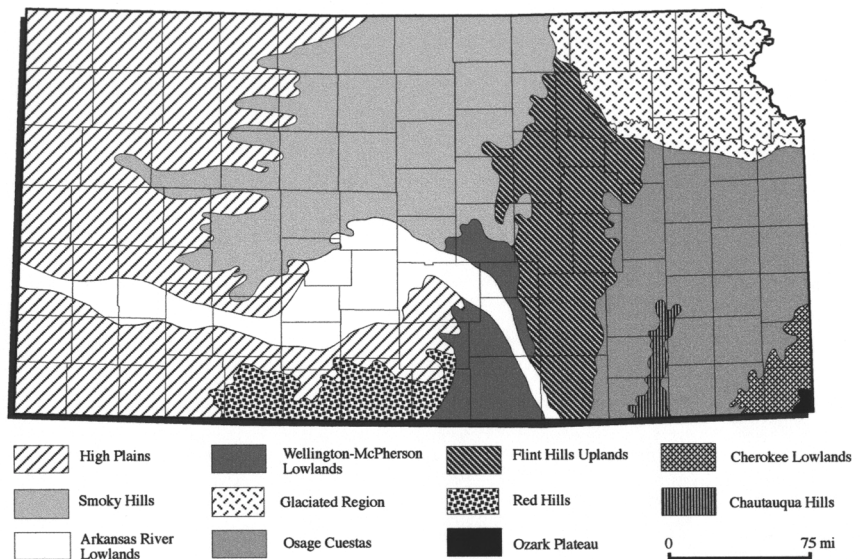 High Plains
Wellington-McPherson
Lowlands
Flint Hills Uplands
Cherokee Lowlands
Smoky Hills
Glaciated Region
Red Hills
Chautauqua Hills
Arkansas River
Lowlands
Osage Cuestas
Ozark Plateau
0 75 mi